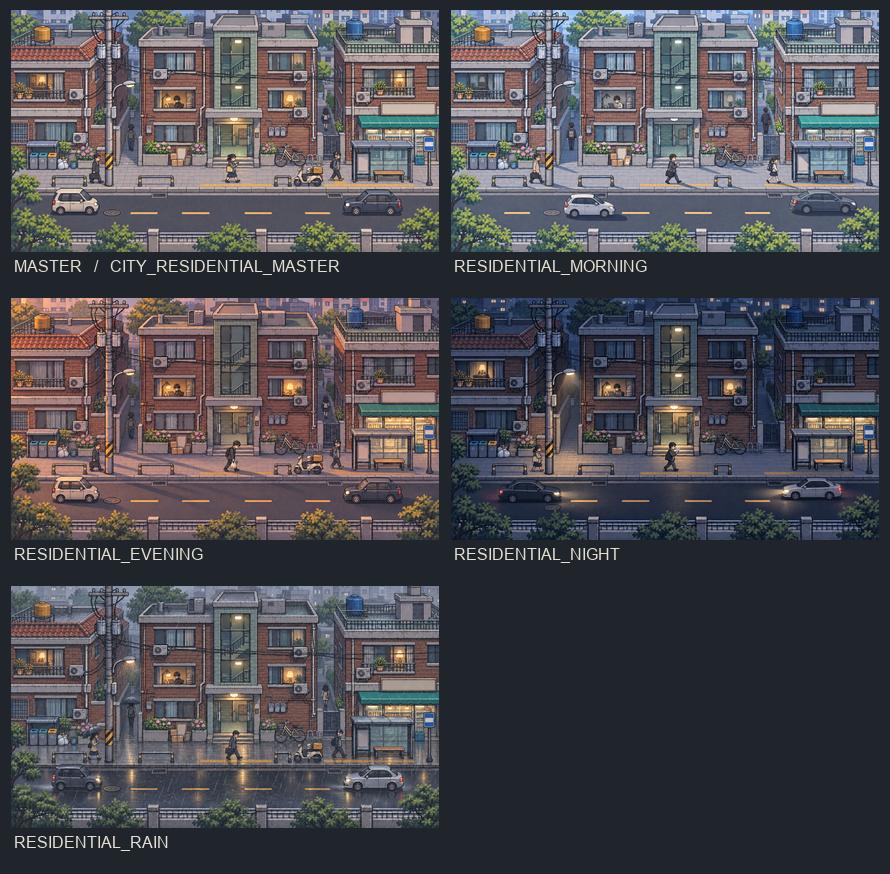 MASTER / CITY_RESIDENTIAL_MASTER
RESIDENTIAL_MORNING
RESIDENTIAL_EVENING
RESIDENTIAL_NIGHT
RESIDENTIAL_RAIN